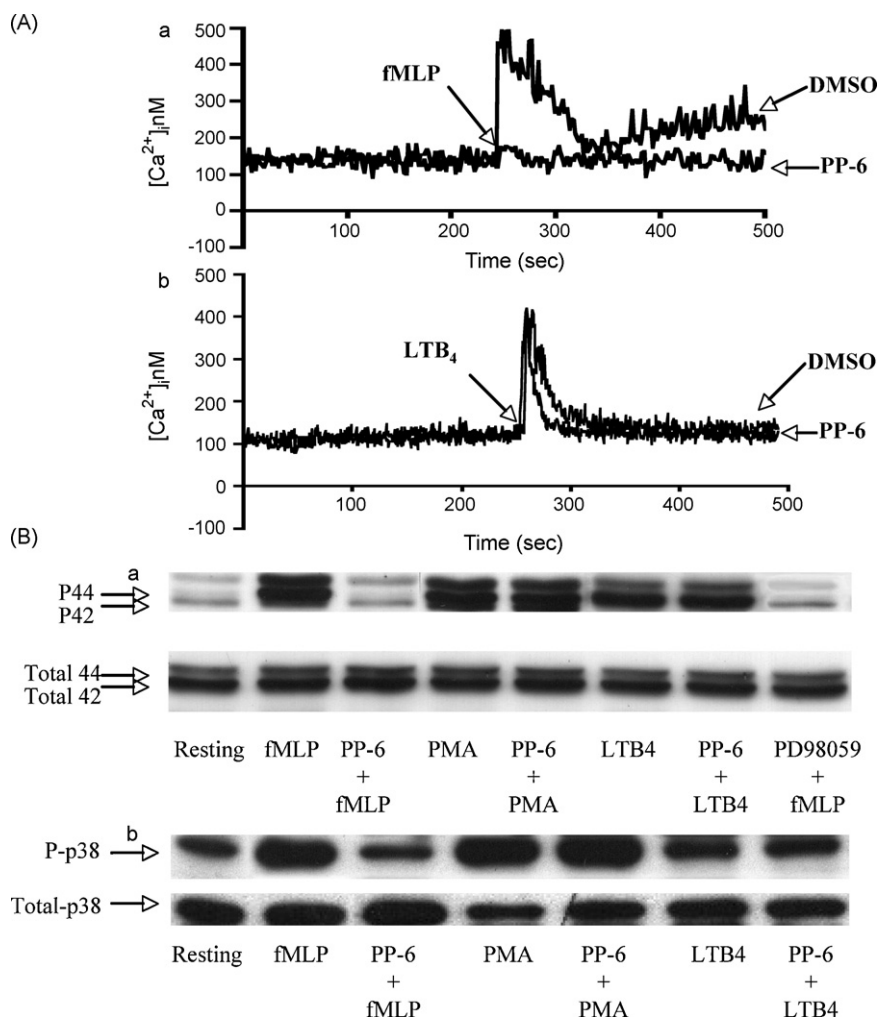 (A)
a
500
400
300
200
100
0
-100
[Ca²⁺]ᵢnM
fMLP
DMSO
PP-6
100 200 300 400 500
Time (sec)
b
500
400
300
200
100
0
-100
[Ca²⁺]ᵢnM
LTB₄
DMSO
PP-6
100 200 300 400 500
Time (sec)
(B)
a
P44
P42
Total 44
Total 42
Resting fMLP PP-6 PMA PP-6 LTB4 PP-6 PD98059
+ + + +
fMLP PMA LTB4 fMLP
b
P-p38
Total-p38
Resting fMLP PP-6 PMA PP-6 LTB4 PP-6
+ + +
fMLP PMA LTB4